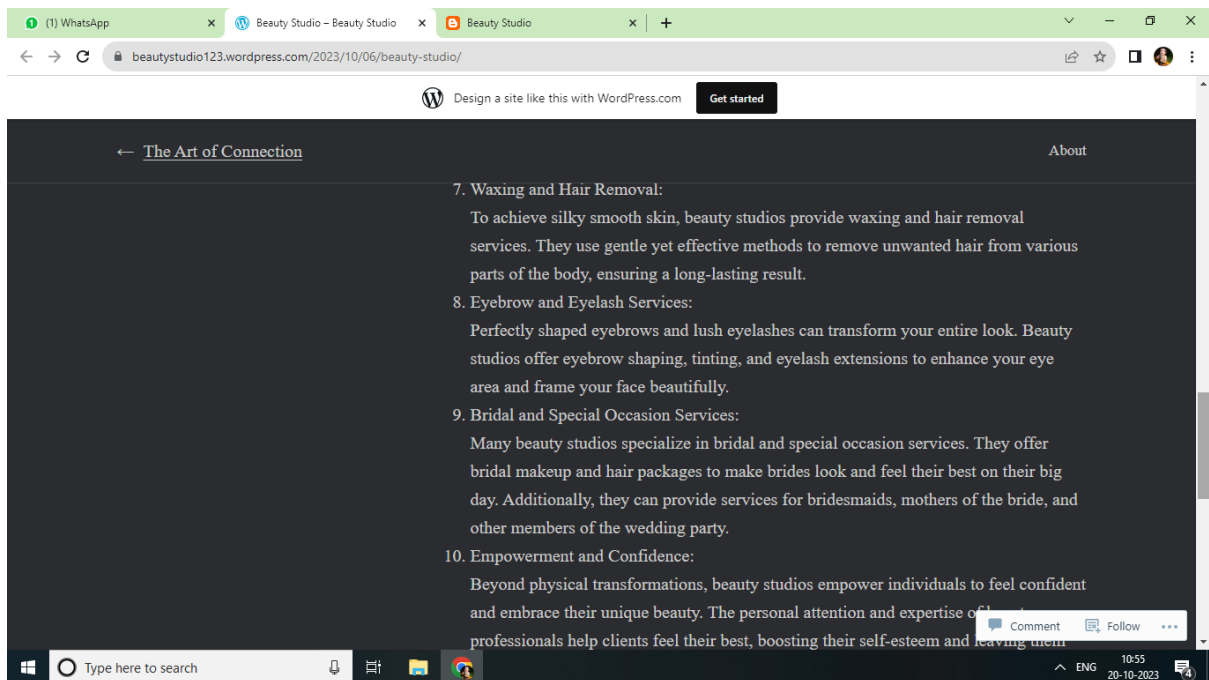 (1) WhatsApp
Beauty Studio – Beauty Studio
Beauty Studio
beautystudio123.wordpress.com/2023/10/06/beauty-studio/
Design a site like this with WordPress.com
Get started
← The Art of Connection
About
7. Waxing and Hair Removal:
To achieve silky smooth skin, beauty studios provide waxing and hair removal
services. They use gentle yet effective methods to remove unwanted hair from various
parts of the body, ensuring a long-lasting result.
8. Eyebrow and Eyelash Services:
Perfectly shaped eyebrows and lush eyelashes can transform your entire look. Beauty
studios offer eyebrow shaping, tinting, and eyelash extensions to enhance your eye
area and frame your face beautifully.
9. Bridal and Special Occasion Services:
Many beauty studios specialize in bridal and special occasion services. They offer
bridal makeup and hair packages to make brides look and feel their best on their big
day. Additionally, they can provide services for bridesmaids, mothers of the bride, and
other members of the wedding party.
10. Empowerment and Confidence:
Beyond physical transformations, beauty studios empower individuals to feel confident
and embrace their unique beauty. The personal attention and expertise of
professionals help clients feel their best, boosting their self-esteem and leaving them
Comment
Follow
Type here to search
ENG
10:55
20-10-2023
4